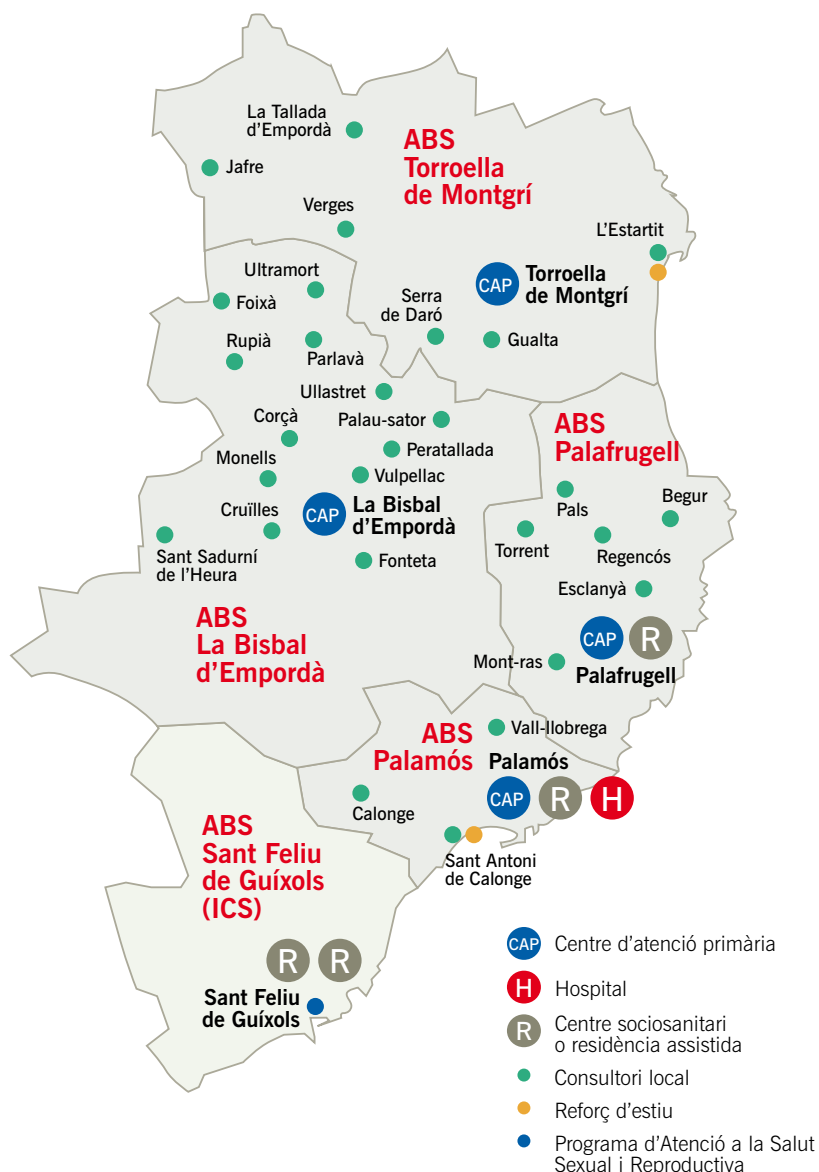 La Tallada
d'Empordà
Jafre
ABS
Torroella
de Montgrí
Verges
L'Estartit
Ultramort
Foixà
CAP
Torroella
de Montgrí
Serra
de Daró
Gualta
Rupià
Parlavà
Ullastret
Palau-sator
Corçà
Peratallada
Monells
Vulpellac
ABS
Palafrugell
Pals
Begur
Cruïlles
CAP
La Bisbal
d'Empordà
Torrent
Regencós
Sant Sadurní
de l'Heura
Fonteta
Esclanyà
ABS
La Bisbal
d'Empordà
CAP
R
Mont-ras
Palafrugell
ABS
Palamós
Vall-llobrega
Palamós
CAP
R
H
Calonge
Sant Antoni
de Calonge
ABS
Sant Feliu
de Guíxols
(ICS)
R
R
Sant Feliu
de Guíxols
CAP Centre d'atenció primària
H Hospital
R Centre sociosanitari
o residència assistida
Consultori local
Reforç d'estiu
Programa d'Atenció a la Salut
Sexual i Reproductiva